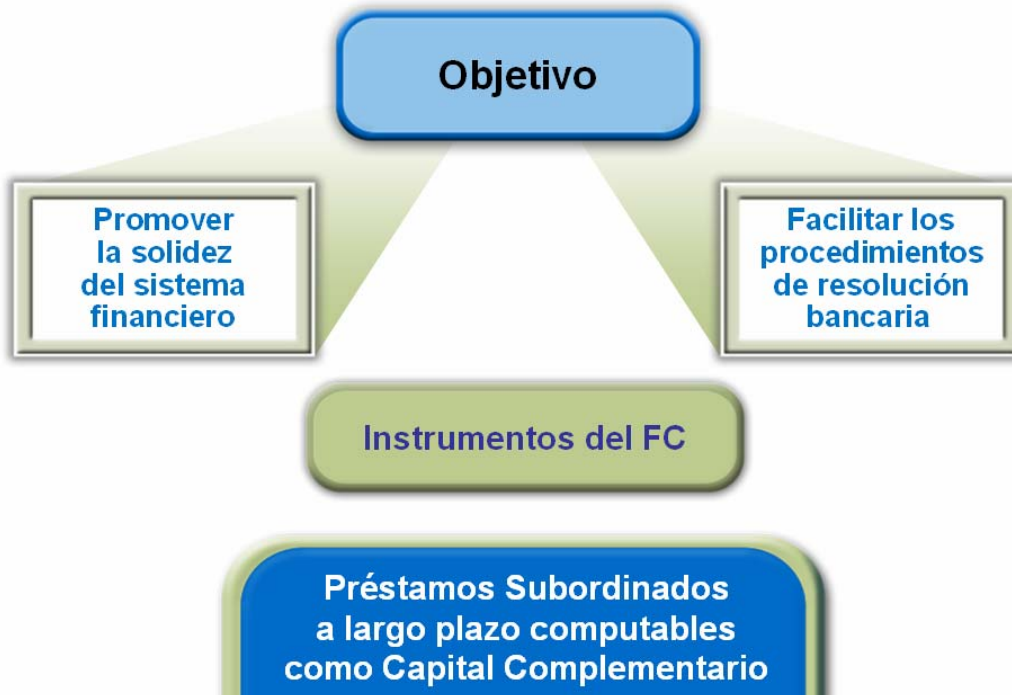 Objetivo
Promover
la solidez
del sistema
financiero
Facilitar los
procedimientos
de resolución
bancaria
Instrumentos del FC
Préstamos Subordinados
a largo plazo computables
como Capital Complementario